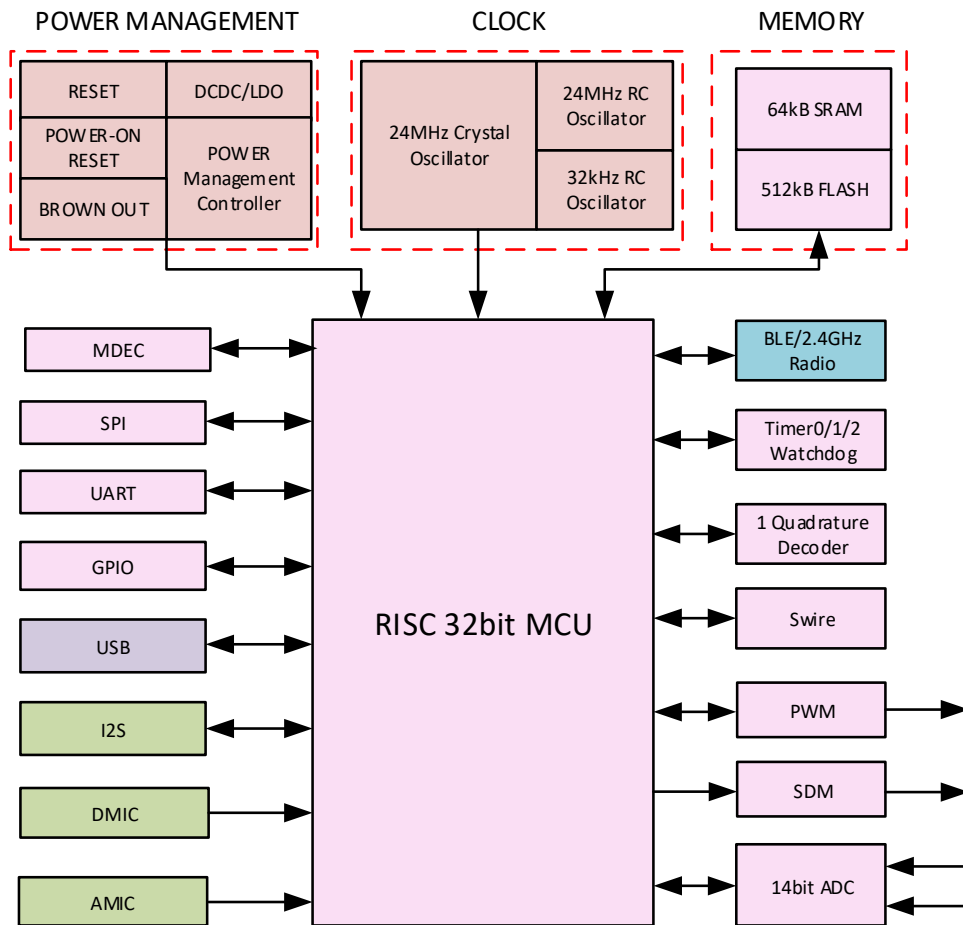 POWER MANAGEMENT
CLOCK
MEMORY
RESET
DCDC/LDO
POWER-ON
RESET
BROWN OUT
POWER
Management
Controller
24MHz Crystal
Oscillator
24MHz RC
Oscillator
32kHz RC
Oscillator
64kB SRAM
512kB FLASH
MDEC
SPI
UART
GPIO
USB
I2S
DMIC
AMIC
RISC 32bit MCU
BLE/2.4GHz
Radio
Timer0/1/2
Watchdog
1 Quadrature
Decoder
Swire
PWM
SDM
14bit ADC